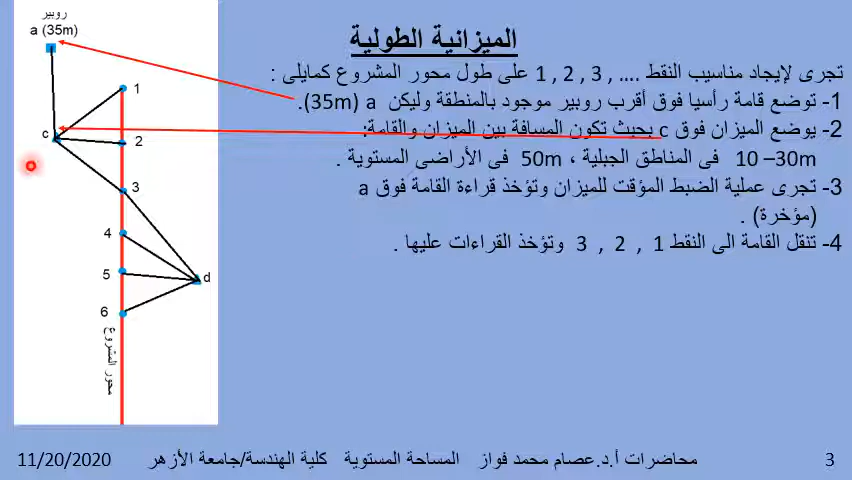 الميزانية الطولية
تجرى لإيجاد مناسيب النقط .... , 3 , 2 , 1 على طول محور المشروع كمايلى :
1- توضع قامة رأسيا فوق أقرب روبير موجود بالمنطقة وليكن a (35m).
2- يوضع الميزان فوق c بحيث تكون المسافة بين الميزان والقامة:
10 –30m فى المناطق الجبلية ، 50m فى الأراضى المستوية .
3- تجرى عملية الضبط المؤقت للميزان وتؤخذ قراءة القامة فوق a
(مؤخرة) .
4- تنقل القامة الى النقط 1 , 2 , 3 وتؤخذ القراءات عليها .
روبير
a (35m)
1
c
2
3
4
5
d
6
محور المشروع
محاضرات أ.د.عصام محمد فواز المساحة المستوية كلية الهندسة/جامعة الأزهر
11/20/2020
3